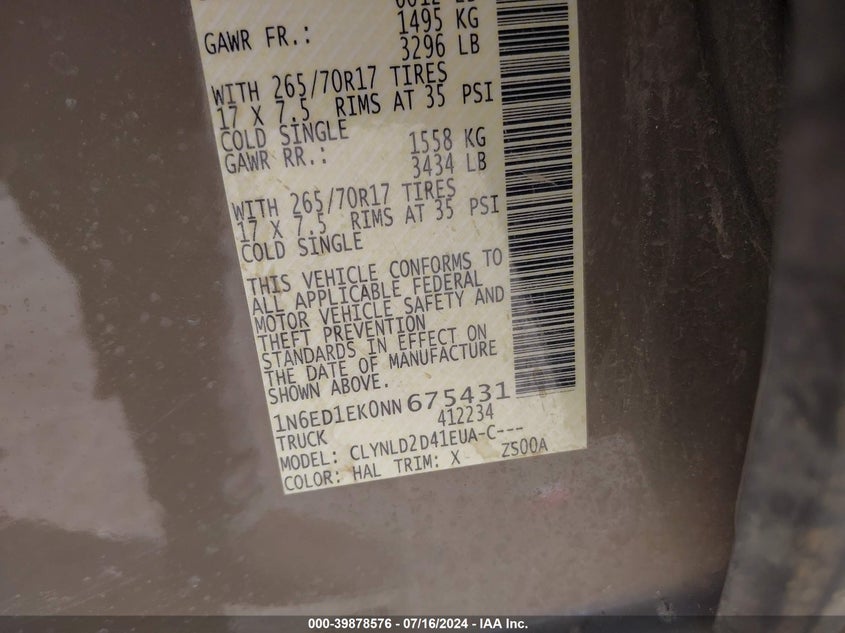 1495 KG
GAWR FR.: 3296 LB
WITH 265/70R17 TIRES
17 X 7.5 RIMS AT 35 PSI
COLD SINGLE
1558 KG
GAWR RR.: 3434 LB
WITH 265/70R17 TIRES
17 X 7.5 RIMS AT 35 PSI
COLD SINGLE
THIS VEHICLE CONFORMS TO
ALL APPLICABLE FEDERAL
MOTOR VEHICLE SAFETY AND
THEFT PREVENTION
STANDARDS IN EFFECT ON
THE DATE OF MANUFACTURE
SHOWN ABOVE.
1N6ED1EK0NN675431
TRUCK 412234
MODEL: CLYNLD2D41EUA-C---
COLOR: HAL TRIM: X Z500A
000-39878576 - 07/16/2024 - IAA Inc.